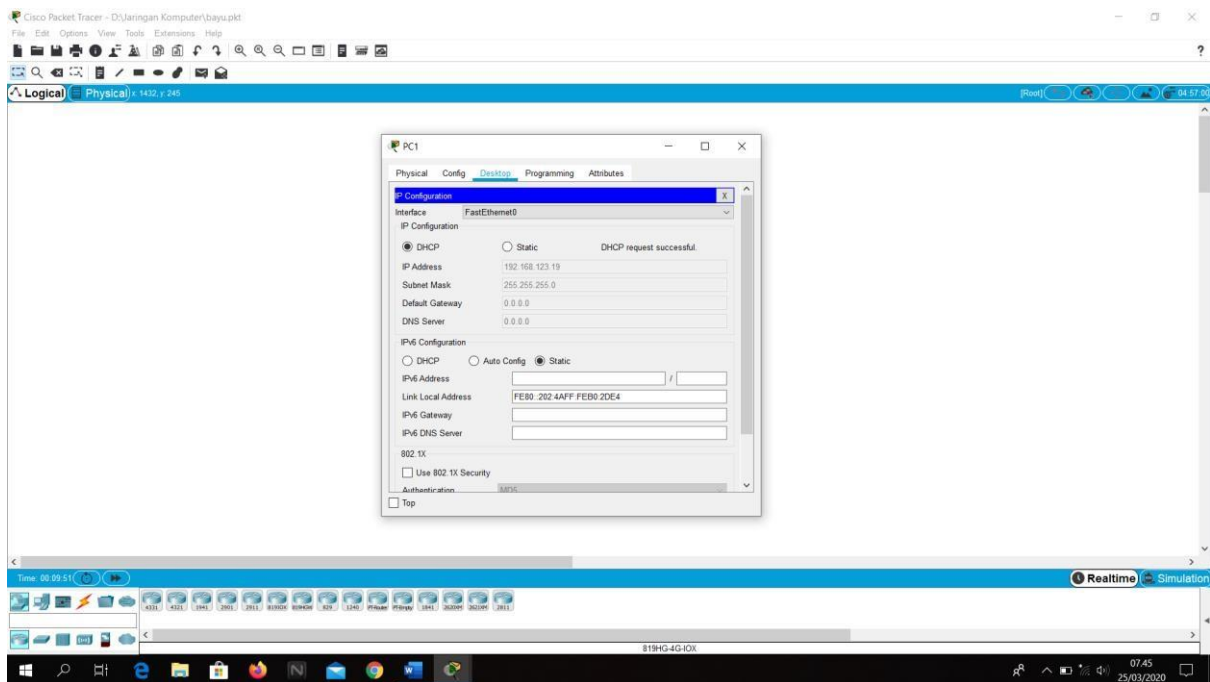 Cisco Packet Tracer - D:\Jaringan Komputer\bayu.pkt
File Edit Options View Tools Extensions Help
?
Logical Physical x: 1432, y: 245 [Root] 04:57:00
PC1
Physical Config Desktop Programming Attributes
IP Configuration X
Interface FastEthernet0
IP Configuration
DHCP Static DHCP request successful.
IP Address 192.168.123.19
Subnet Mask 255.255.255.0
Default Gateway 0.0.0.0
DNS Server 0.0.0.0
IPv6 Configuration
DHCP Auto Config Static
IPv6 Address /
Link Local Address FE80::202:4AFF:FEB0:2DE4
IPv6 Gateway
IPv6 DNS Server
802.1X
Use 802.1X Security
Authentication MD5
Top
Time: 00:09:51 Realtime Simulation
4331 4321 1941 2901 2911 819IOX 819HGW 829 1240 PT-Router PT-Empty 1841 2620XM 2621XM 2811
819HG-4G-IOX
07.45
25/03/2020